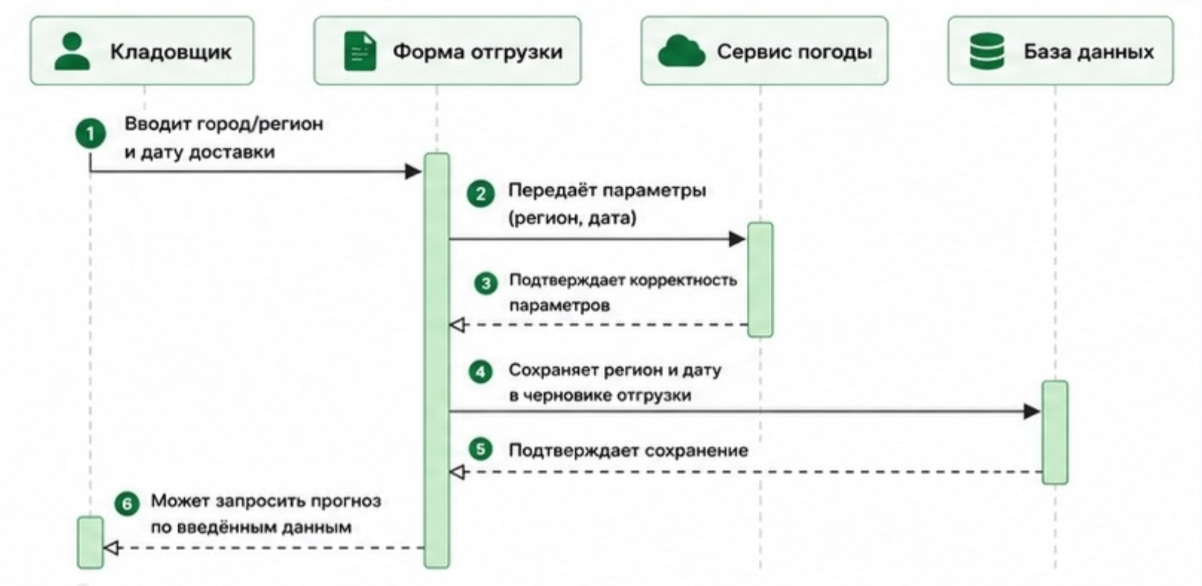 Кладовщик
Форма отгрузки
Сервис погоды
База данных
1
Вводит город/регион
и дату доставки
2
Передаёт параметры
(регион, дата)
3
Подтверждает корректность
параметров
4
Сохраняет регион и дату
в черновике отгрузки
5
Подтверждает сохранение
6
Может запросить прогноз
по введённым данным